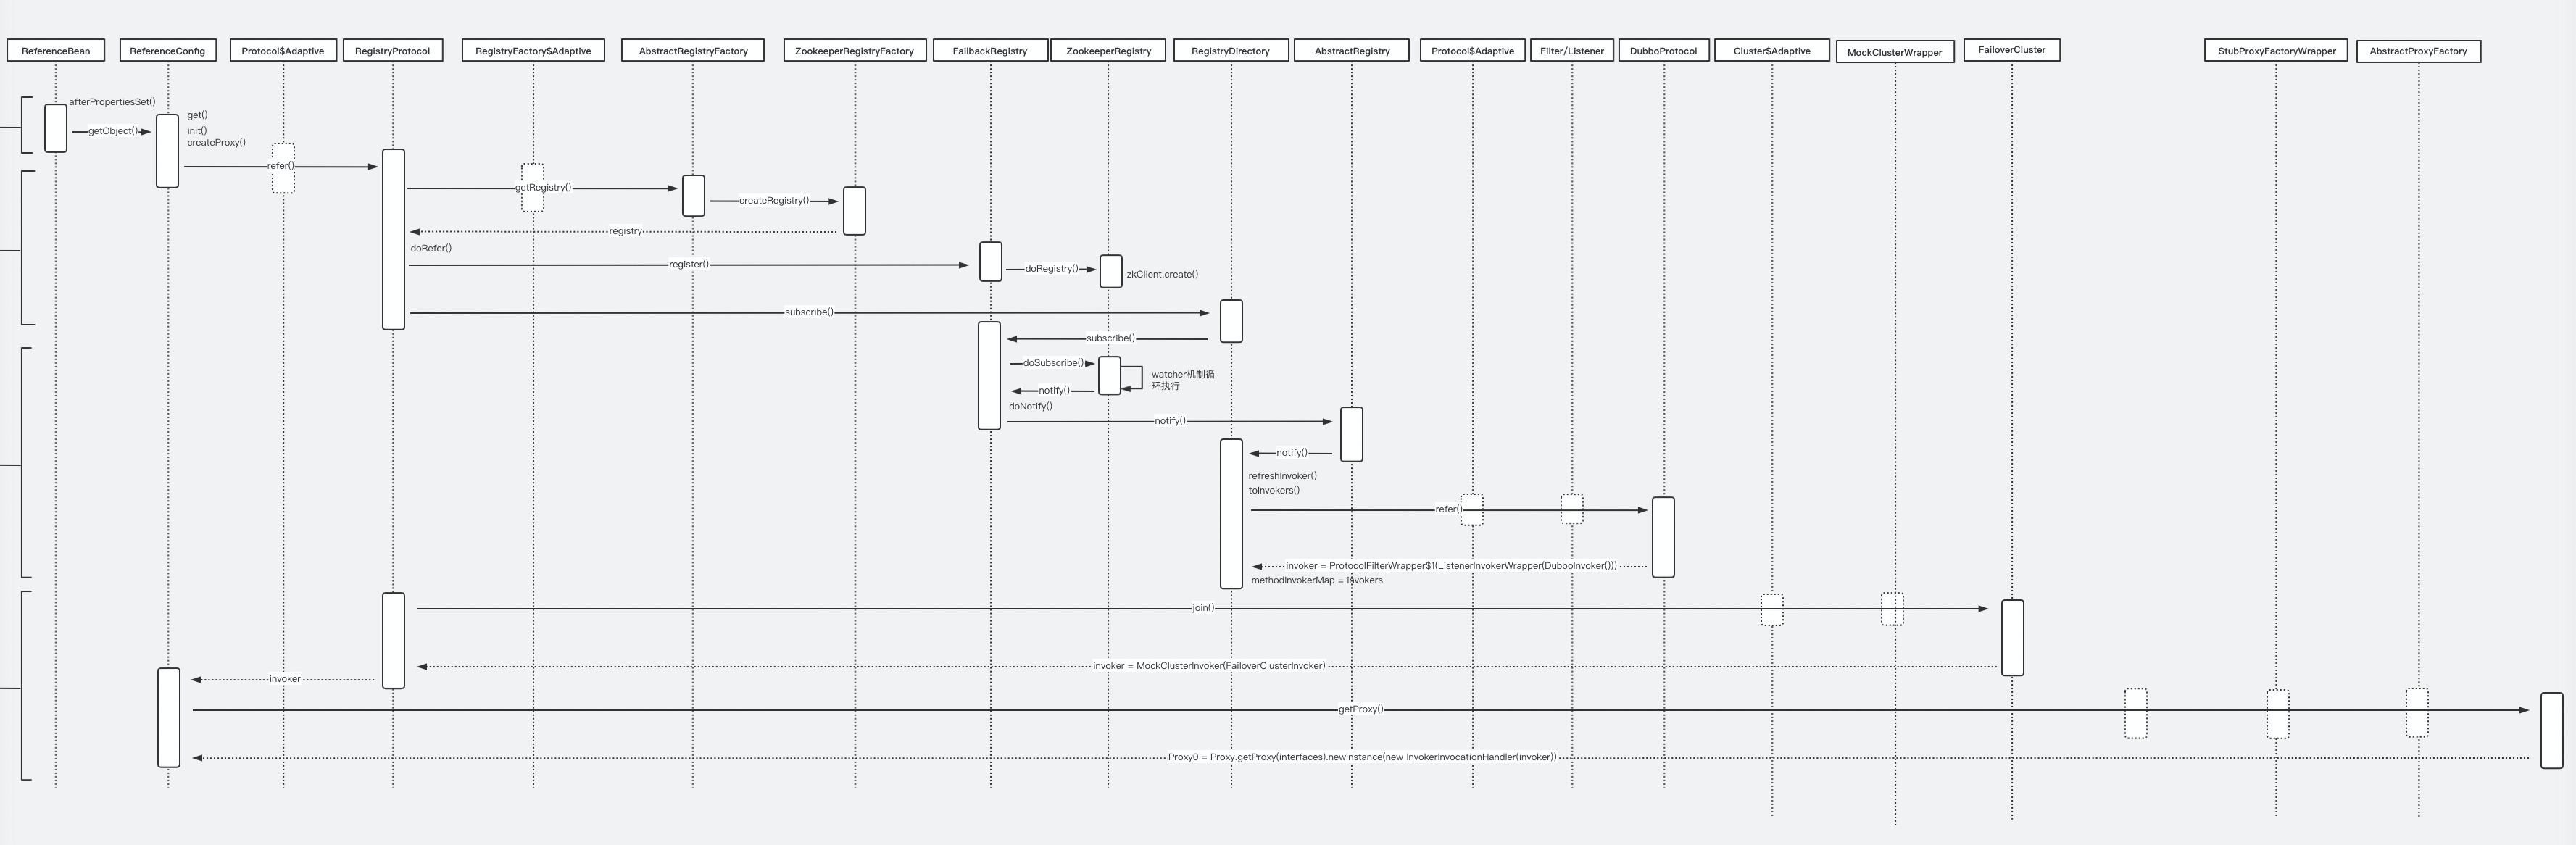 ReferenceBean
ReferenceConfig
Protocol$Adaptive
RegistryProtocol
RegistryFactory$Adaptive
AbstractRegistryFactory
ZookeeperRegistryFactory
FailbackRegistry
ZookeeperRegistry
RegistryDirectory
AbstractRegistry
Protocol$Adaptive
Filter/Listener
DubboProtocol
Cluster$Adaptive
MockClusterWrapper
FailoverCluster
StubProxyFactoryWrapper
AbstractProxyFactory
afterPropertiesSet()
getObject()
get()
init()
createProxy()
refer()
getRegistry()
createRegistry()
registry
doRefer()
register()
doRegistry()
zkClient.create()
subscribe()
subscribe()
doSubscribe()
watcher机制循
环执行
notify()
doNotify()
notify()
notify()
refreshInvoker()
toInvokers()
refer()
invoker = ProtocolFilterWrapper$1(ListenerInvokerWrapper(DubboInvoker()))
methodInvokerMap = invokers
join()
invoker = MockClusterInvoker(FailoverClusterInvoker)
invoker
getProxy()
Proxy0 = Proxy.getProxy(interfaces).newInstance(new InvokerInvocationHandler(invoker))